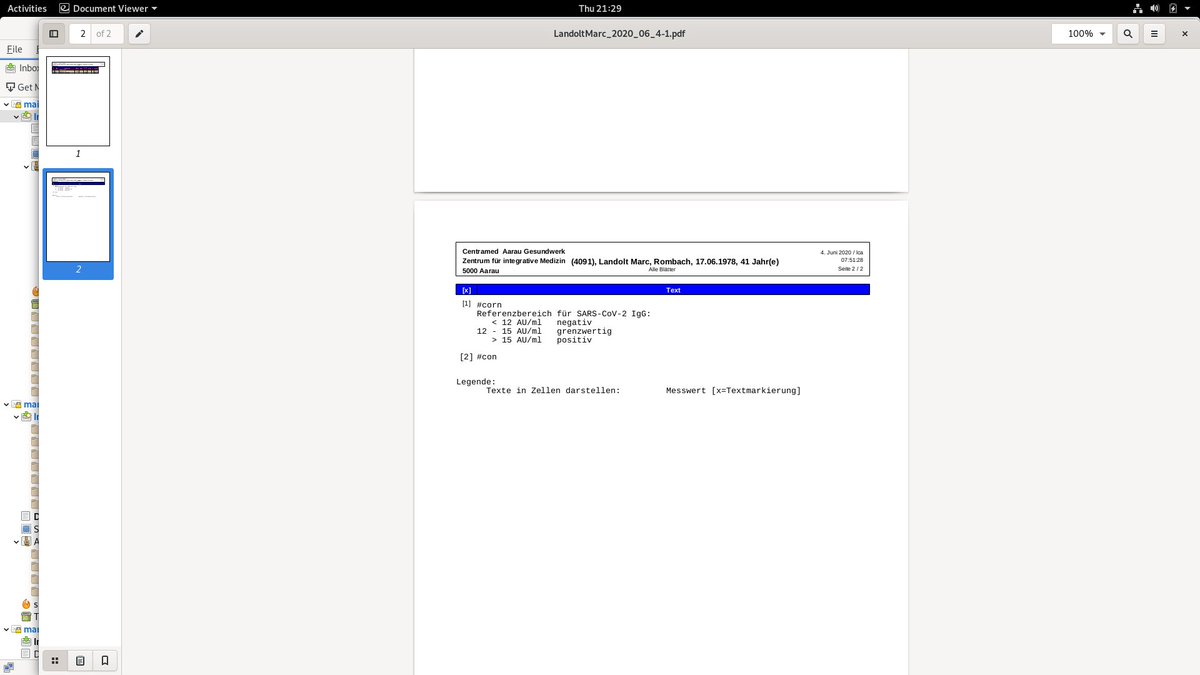 Activities Document Viewer Thu 21:29
2 of 2 LandoltMarc_2020_06_4-1.pdf 100%
File
Inbo
Get M
mai
1
2
Centramed Aarau Gesundwerk
Zentrum für integrative Medizin
5000 Aarau
(4091), Landolt Marc, Rombach, 17.06.1978, 41 Jahr(e)
Alle Blätter
4. Juni 2020 / lca
07:51:28
Seite 2 / 2
[x] Text
[1] #corn
Referenzbereich für SARS-CoV-2 IgG:
< 12 AU/ml negativ
12 - 15 AU/ml grenzwertig
> 15 AU/ml positiv
[2] #con
Legende:
Texte in Zellen darstellen: Messwert [x=Textmarkierung]
mar
D
S
A
s
T
mar